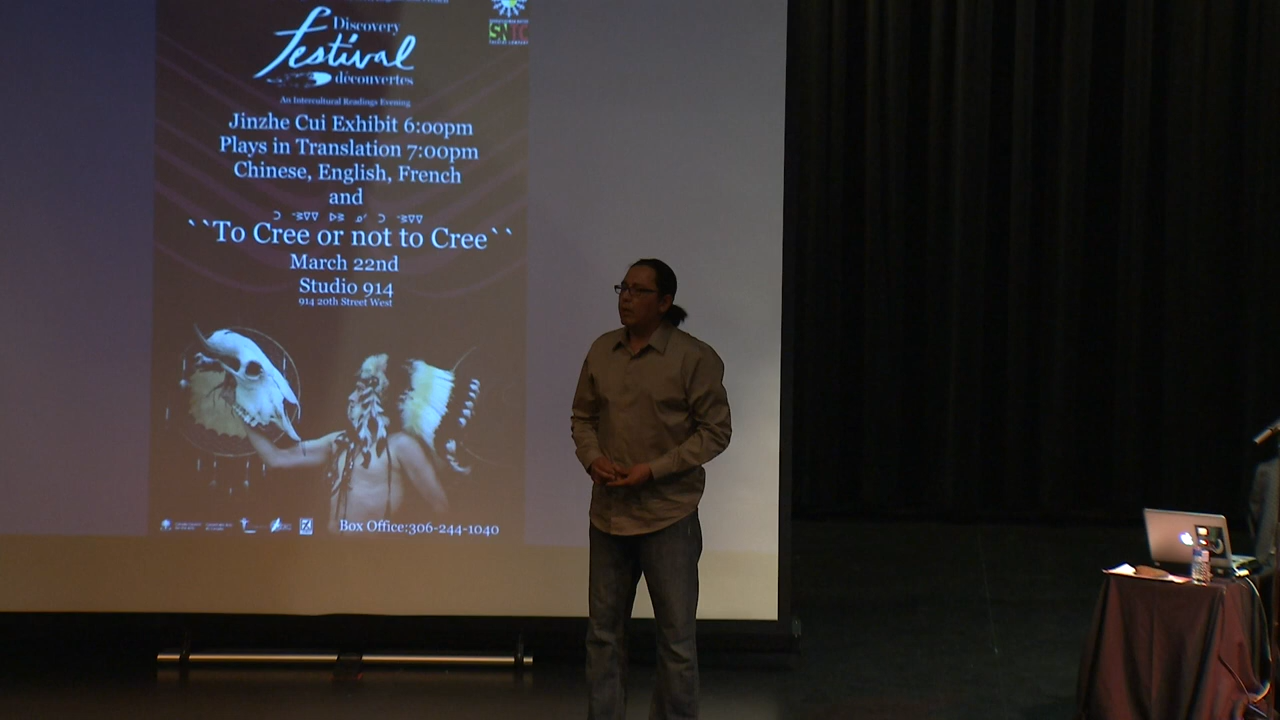 Discovery
festival
découvertes
SNTC
An Intercultural Readings Evening
Jinzhe Cui Exhibit 6:00pm
Plays in Translation 7:00pm
Chinese, English, French
and
``To Cree or not to Cree``
March 22nd
Studio 914
914 20th Street West
Box Office:306-244-1040